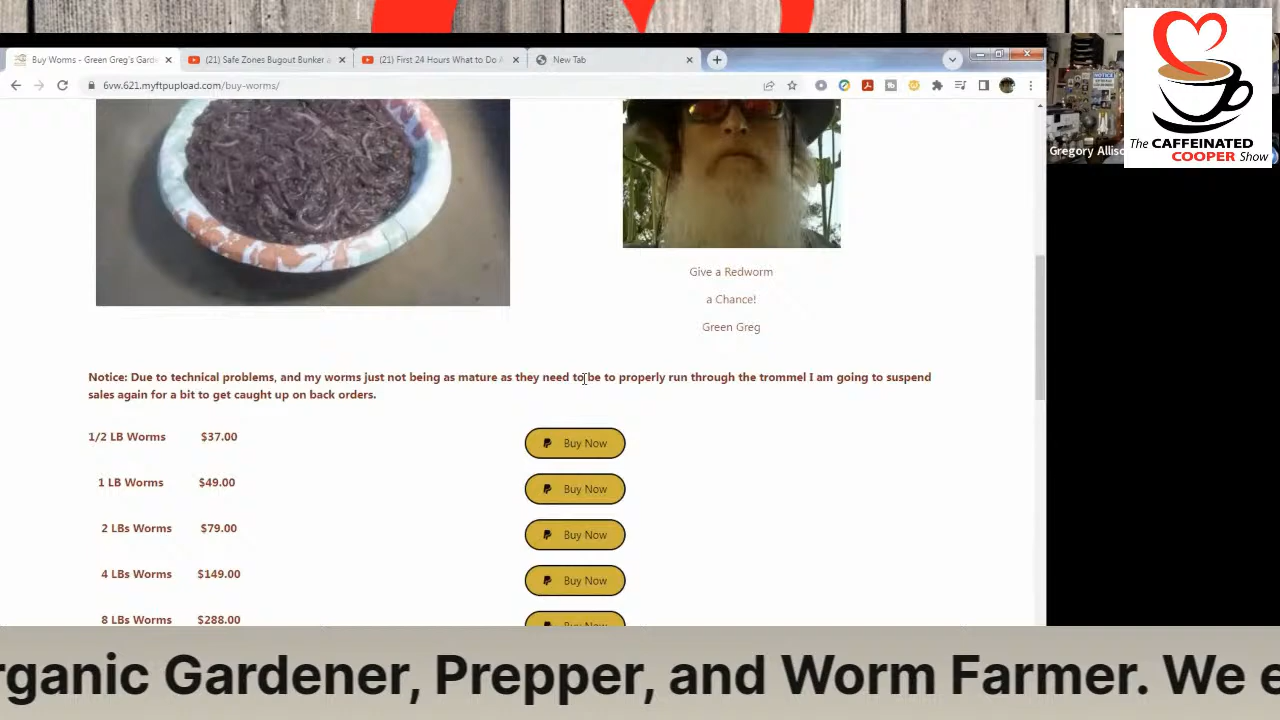 Buy Worms - Green Greg's Gard
Safe Zones
First 24 Hours What to Do
New Tab
6vw.621.myftpupload.com/buy-worms/
NOTICE
Gregory Alliso
The CAFFEINATED
COOPER Show
Give a Redworm
a Chance!
Green Greg
Notice: Due to technical problems, and my worms just not being as mature as they need to be to properly run through the trommel I am going to suspend
sales again for a bit to get caught up on back orders.
1/2 LB Worms $37.00 Buy Now
1 LB Worms $49.00 Buy Now
2 LBs Worms $79.00 Buy Now
4 LBs Worms $149.00 Buy Now
8 LBs Worms $288.00 Buy Now
rganic Gardener, Prepper, and Worm Farmer. We e